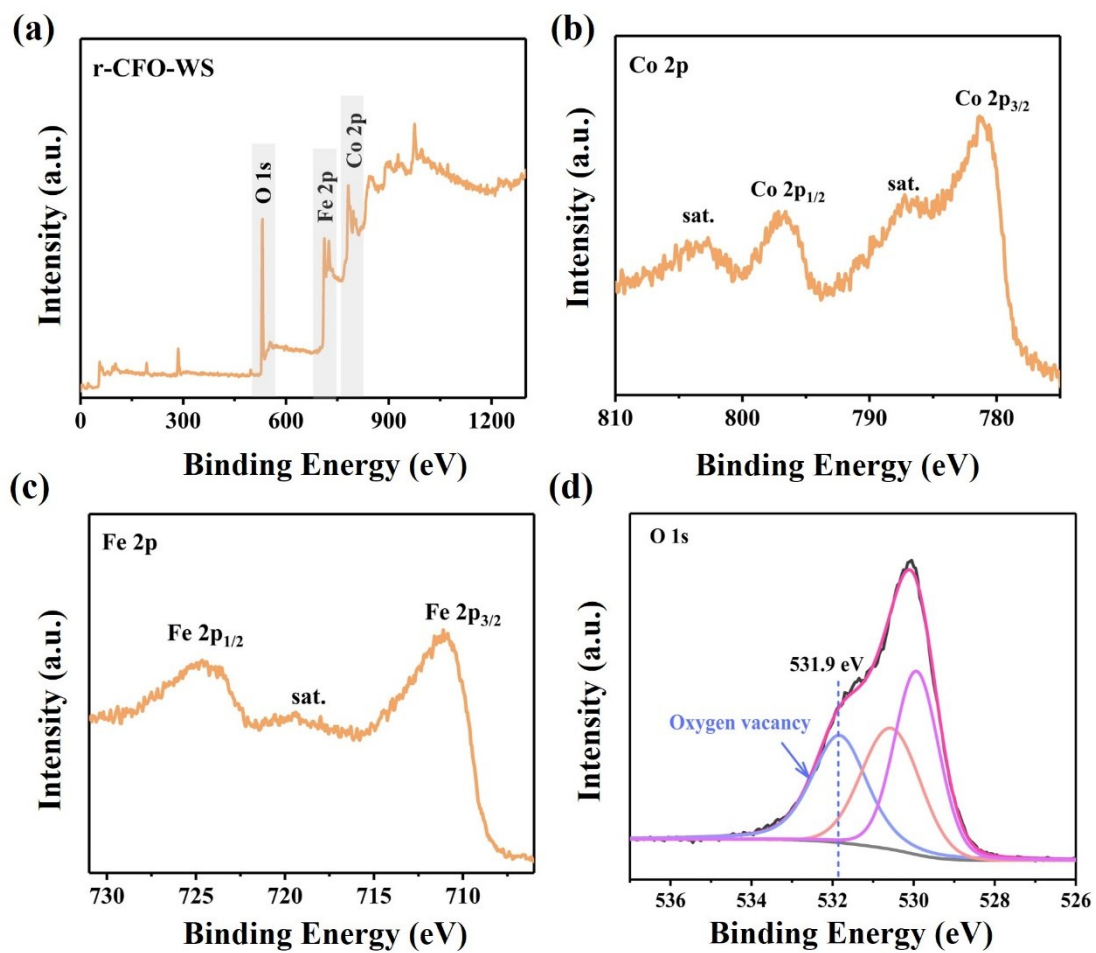 (a)
r-CFO-WS
O 1s
Fe 2p
Co 2p
Intensity (a.u.)
0 300 600 900 1200
Binding Energy (eV)
(b)
Co 2p
Co 2p3/2
Co 2p1/2
sat.
sat.
Intensity (a.u.)
810 800 790 780
Binding Energy (eV)
(c)
Fe 2p
Fe 2p1/2
Fe 2p3/2
sat.
Intensity (a.u.)
730 725 720 715 710
Binding Energy (eV)
(d)
O 1s
531.9 eV
Oxygen vacancy
Intensity (a.u.)
536 534 532 530 528 526
Binding Energy (eV)